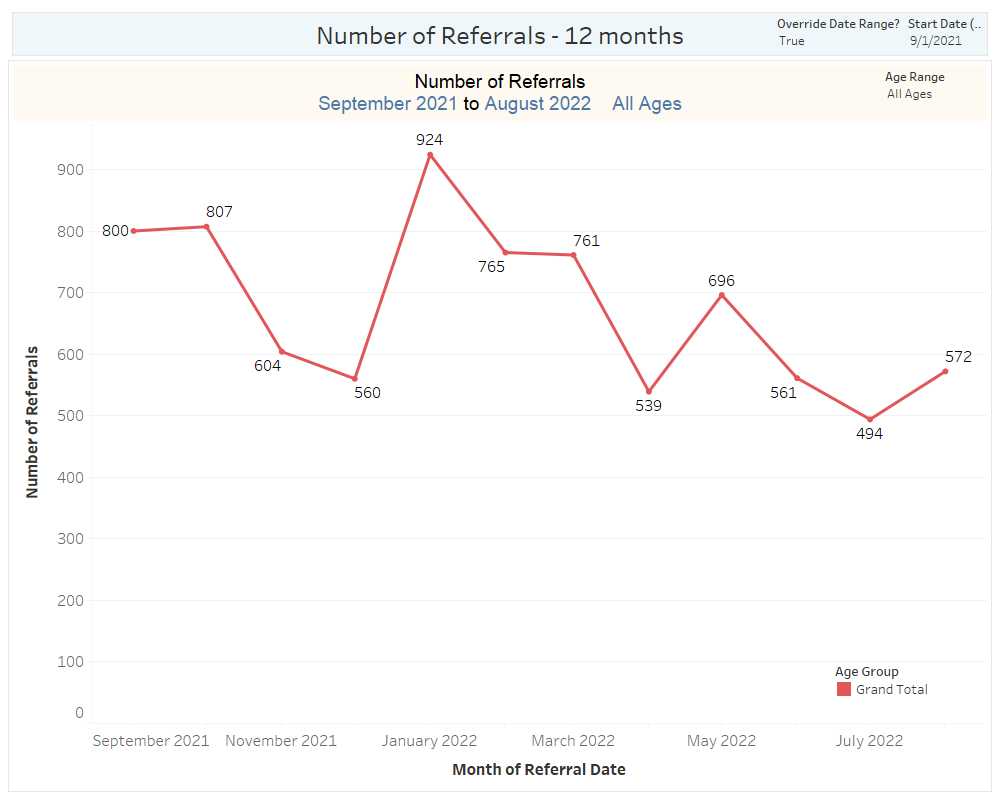 Number of Referrals - 12 months
Override Date Range?
True
Start Date (..
9/1/2021
Number of Referrals
September 2021 to August 2022 All Ages
Age Range
All Ages
Number of Referrals
900
800
700
600
500
400
300
200
100
0
800
807
604
560
924
765
761
539
696
561
494
572
Age Group
Grand Total
September 2021
November 2021
January 2022
March 2022
May 2022
July 2022
Month of Referral Date